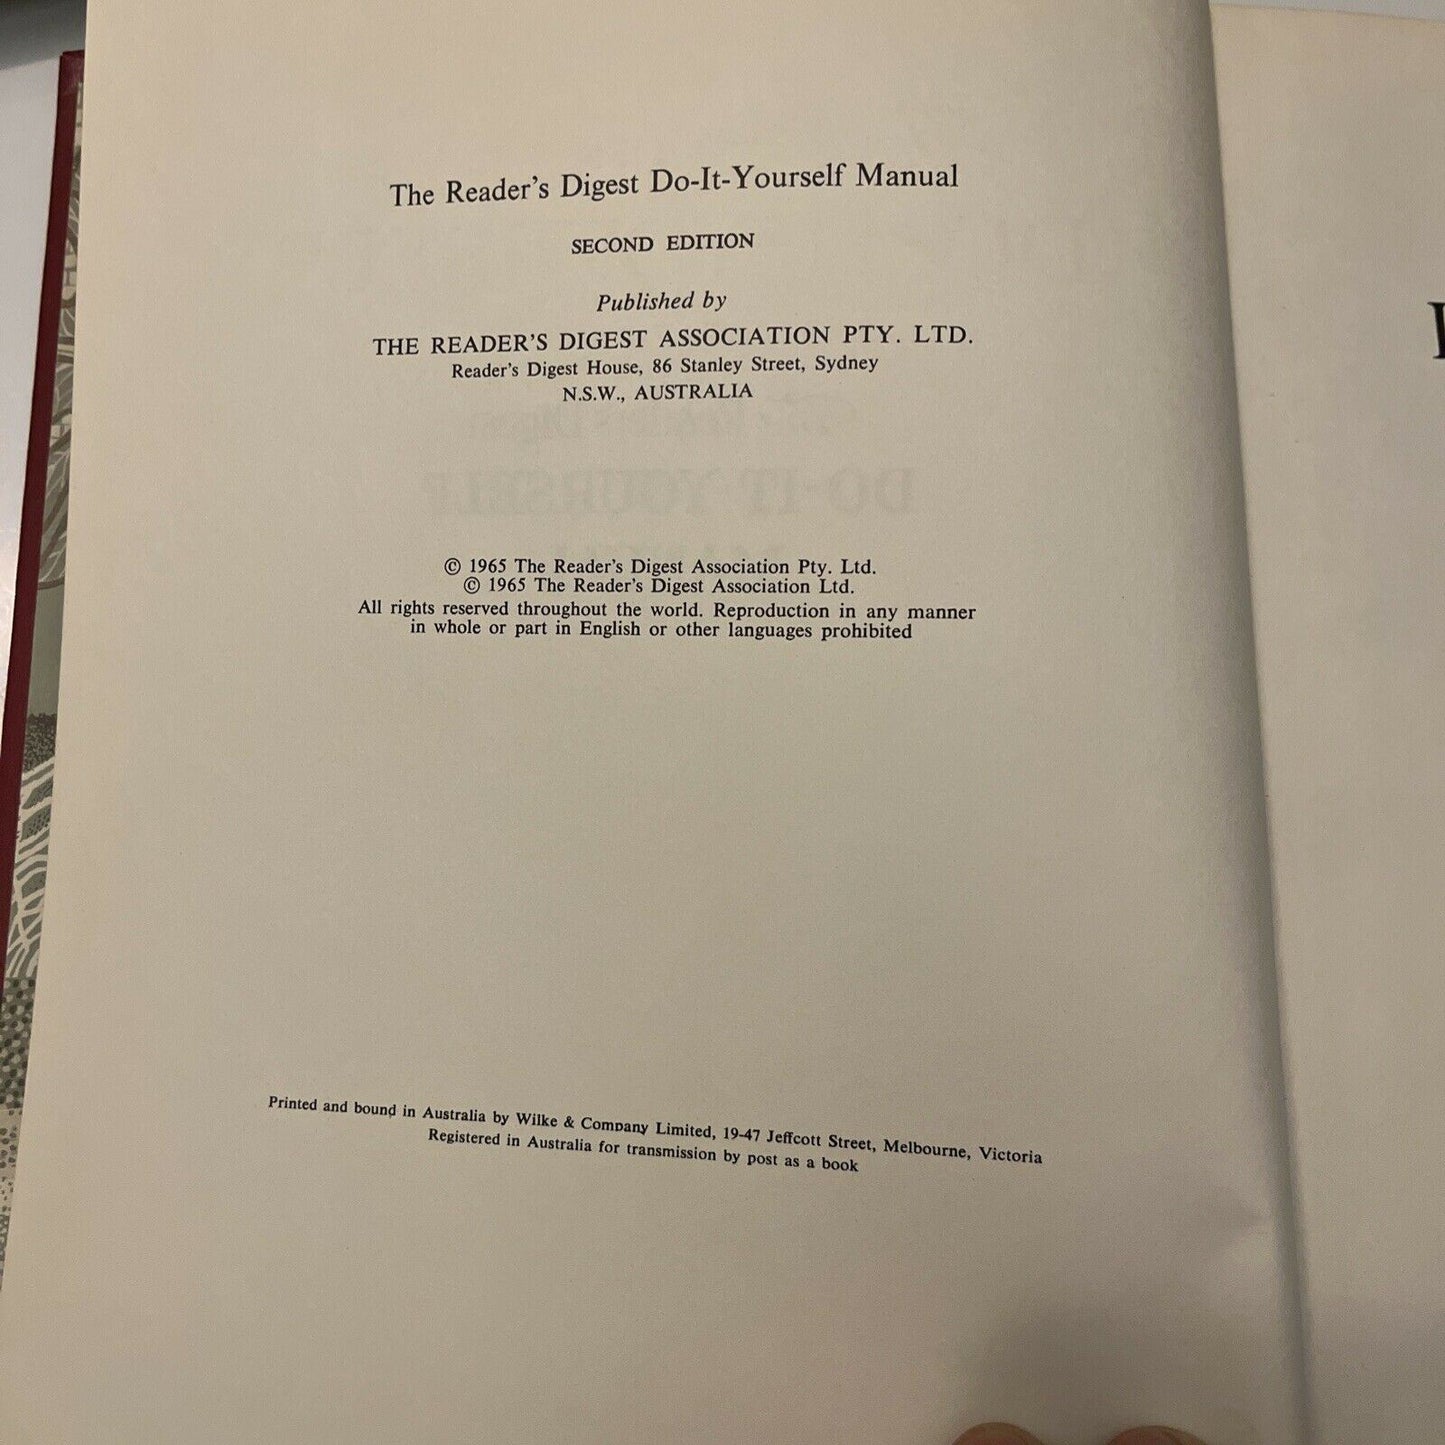 The Reader's Digest Do-It-Yourself Manual
SECOND EDITION
Published by
THE READER'S DIGEST ASSOCIATION PTY. LTD.
Reader's Digest House, 86 Stanley Street, Sydney
N.S.W., AUSTRALIA
DO-IT-YOURSELF
© 1965 The Reader's Digest Association Pty. Ltd.
© 1965 The Reader's Digest Association Ltd.
All rights reserved throughout the world. Reproduction in any manner
in whole or part in English or other languages prohibited
Printed and bound in Australia by Wilke & Company Limited, 19-47 Jeffcott Street, Melbourne, Victoria
Registered in Australia for transmission by post as a book